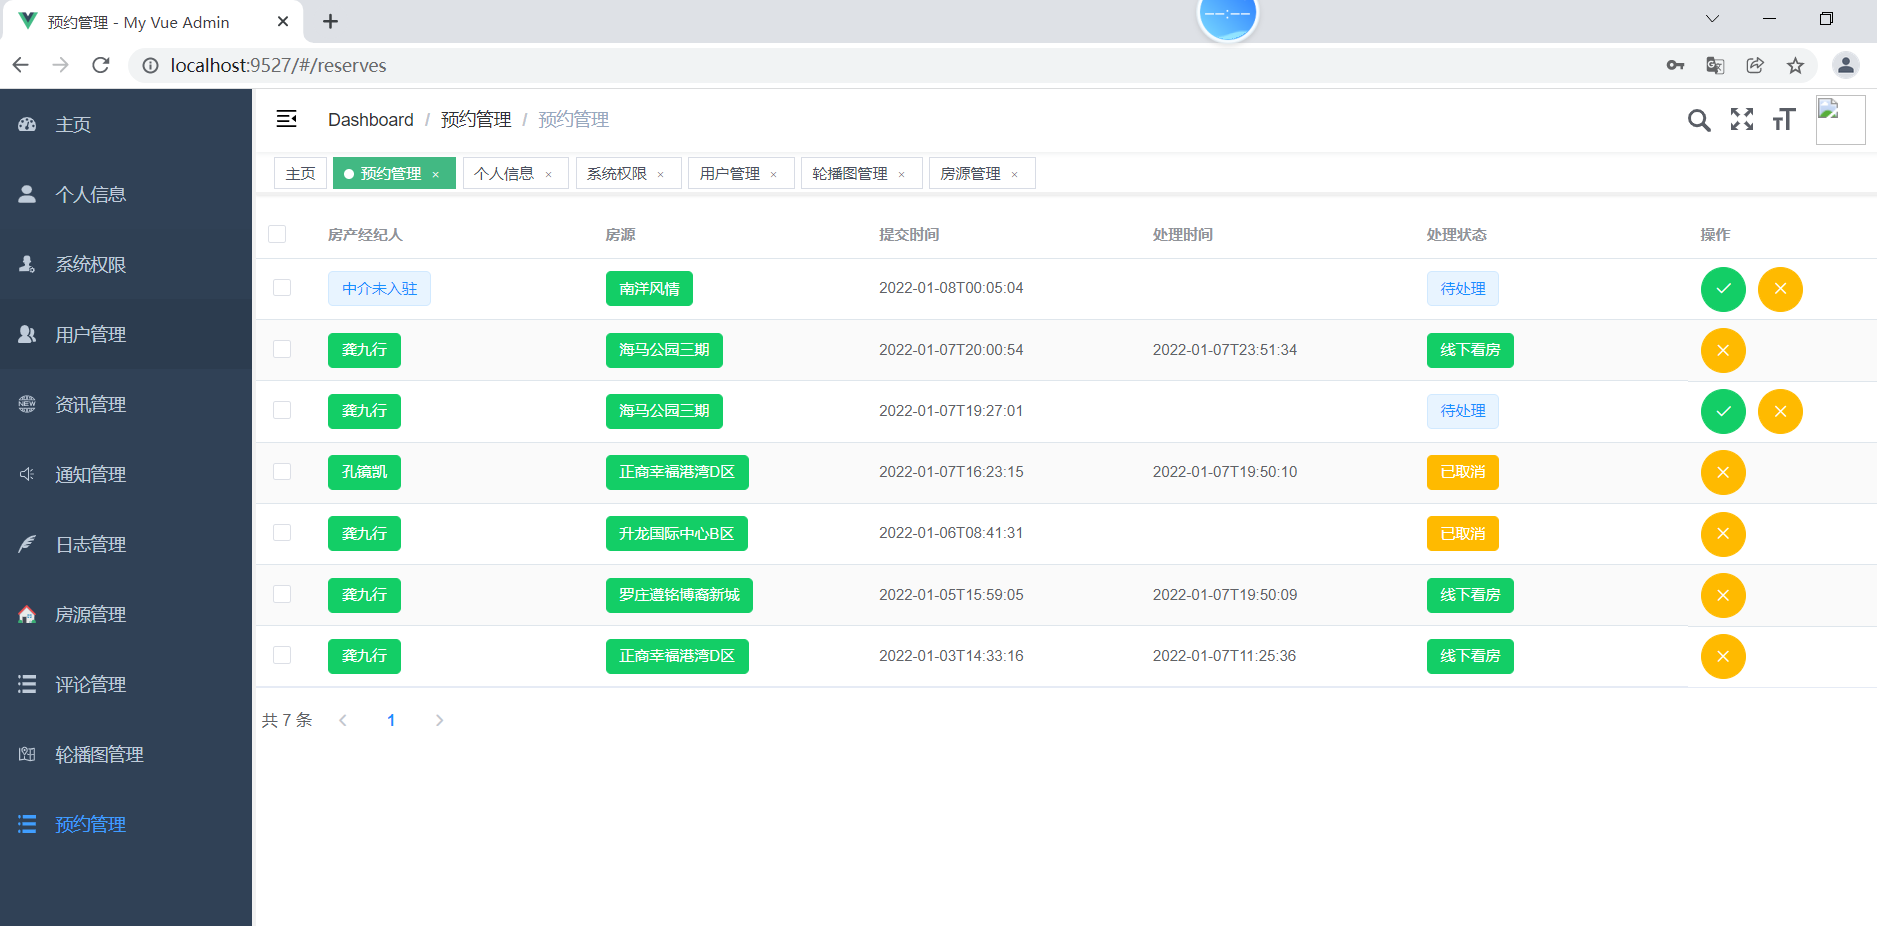 预约管理 - My Vue Admin
--:--
localhost:9527/#/reserves
主页
个人信息
系统权限
用户管理
NEW 资讯管理
通知管理
日志管理
房源管理
评论管理
轮播图管理
预约管理
Dashboard / 预约管理 / 预约管理
主页 预约管理 × 个人信息 × 系统权限 × 用户管理 × 轮播图管理 × 房源管理 ×
房产经纪人 房源 提交时间 处理时间 处理状态 操作
中介未入驻 南洋风情 2022-01-08T00:05:04 待处理
龚九行 海马公园三期 2022-01-07T20:00:54 2022-01-07T23:51:34 线下看房
龚九行 海马公园三期 2022-01-07T19:27:01 待处理
孔镜凯 正商幸福港湾D区 2022-01-07T16:23:15 2022-01-07T19:50:10 已取消
龚九行 升龙国际中心B区 2022-01-06T08:41:31 已取消
龚九行 罗庄遵铭博裔新城 2022-01-05T15:59:05 2022-01-07T19:50:09 线下看房
龚九行 正商幸福港湾D区 2022-01-03T14:33:16 2022-01-07T11:25:36 线下看房
共 7 条 1